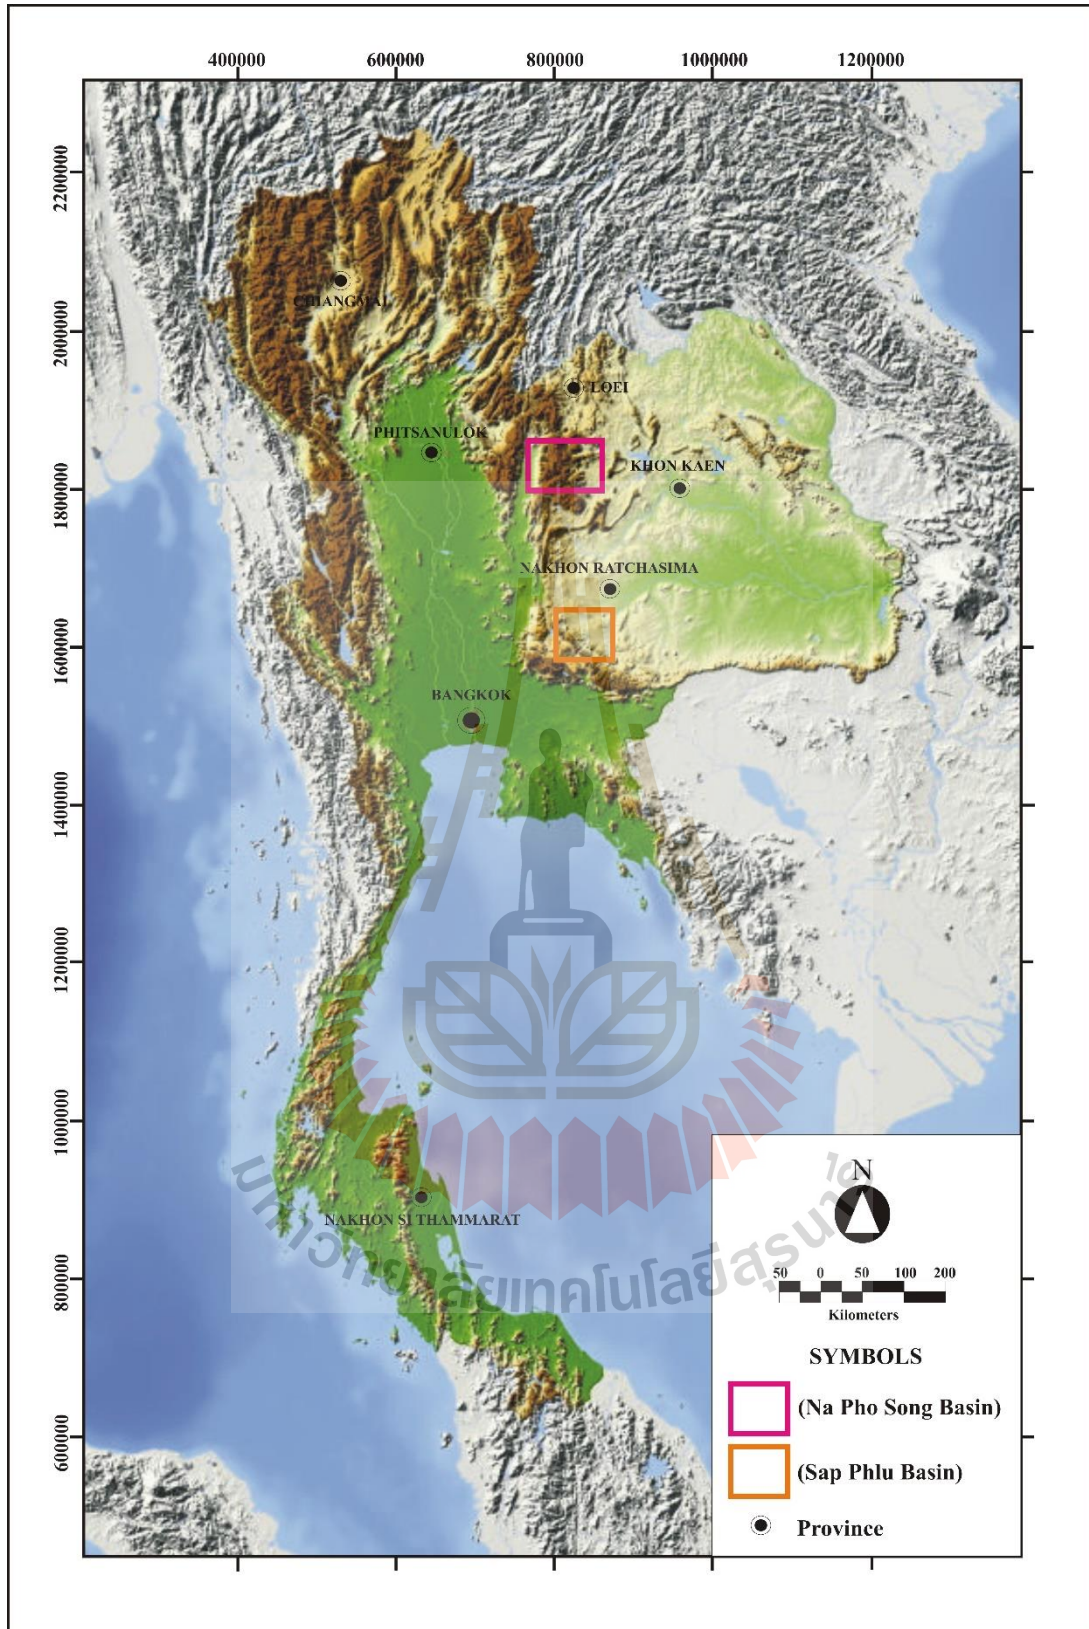 400000 600000 800000 1000000 1200000
2200000
2000000
1800000
1600000
1400000
1200000
1000000
800000
600000
CHIANGMAI
LOEI
PHITSANULOK
KHON KAEN
NAKHON RATCHASIMA
BANGKOK
NAKHON SI THAMMARAT
มหาวิทยาลัยเทคโนโลยีสุรนารี
N
50 0 50 100 200
Kilometers
SYMBOLS
(Na Pho Song Basin)
(Sap Phlu Basin)
Province